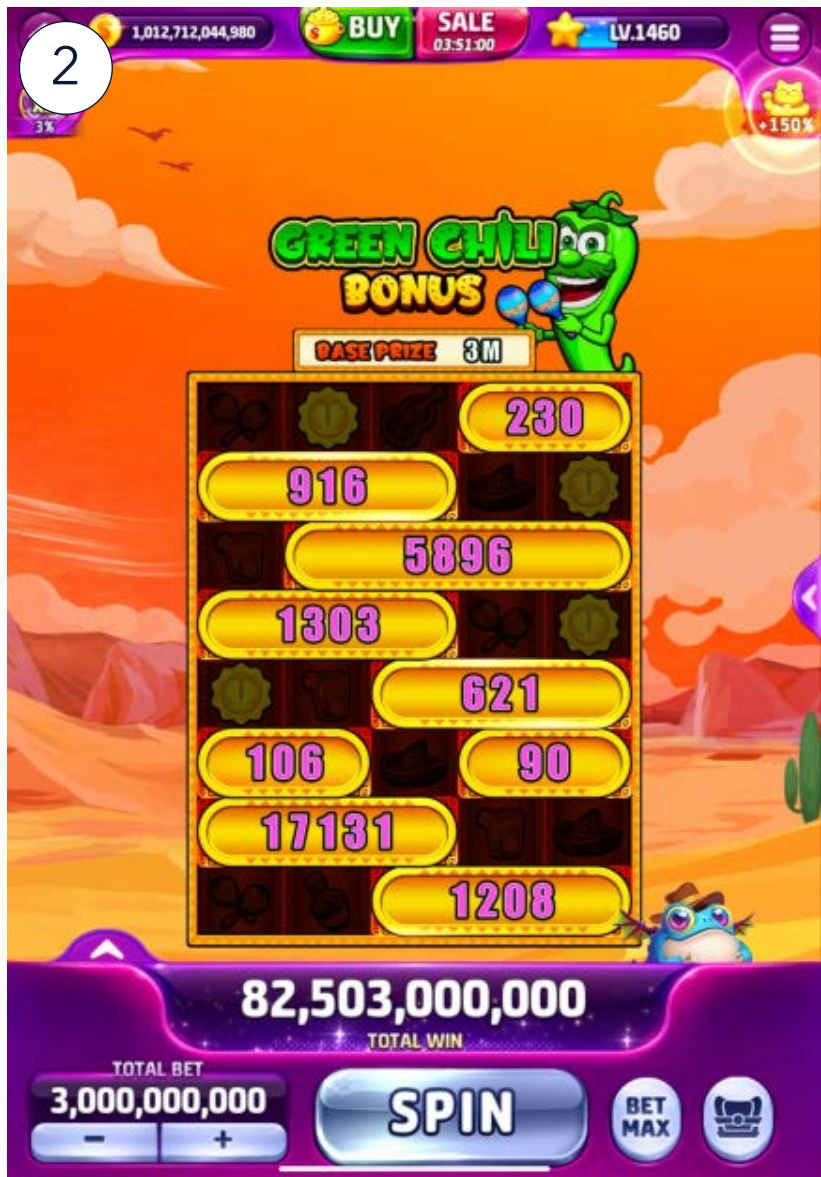 1,012,712,044,980
BUY
SALE
03:51:00
LV.1460
2
3%
+150%
GREEN CHILI
BONUS
BASE PRIZE 3M
230
916
5896
1303
621
106
90
17131
1208
82,503,000,000
TOTAL WIN
TOTAL BET
3,000,000,000
SPIN
BET
MAX